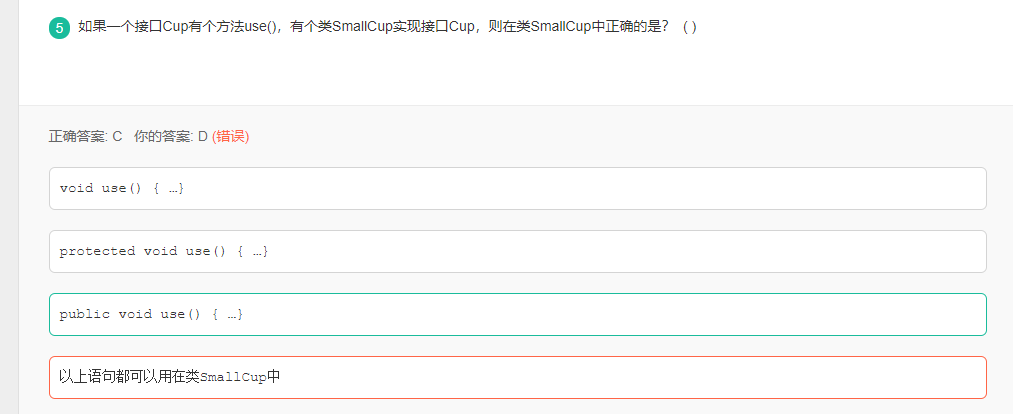 5 如果一个接口Cup有个方法use()，有个类SmallCup实现接口Cup，则在类SmallCup中正确的是？ ( )
正确答案: C 你的答案: D (错误)
void use() { …}
protected void use() { …}
public void use() { …}
以上语句都可以用在类SmallCup中